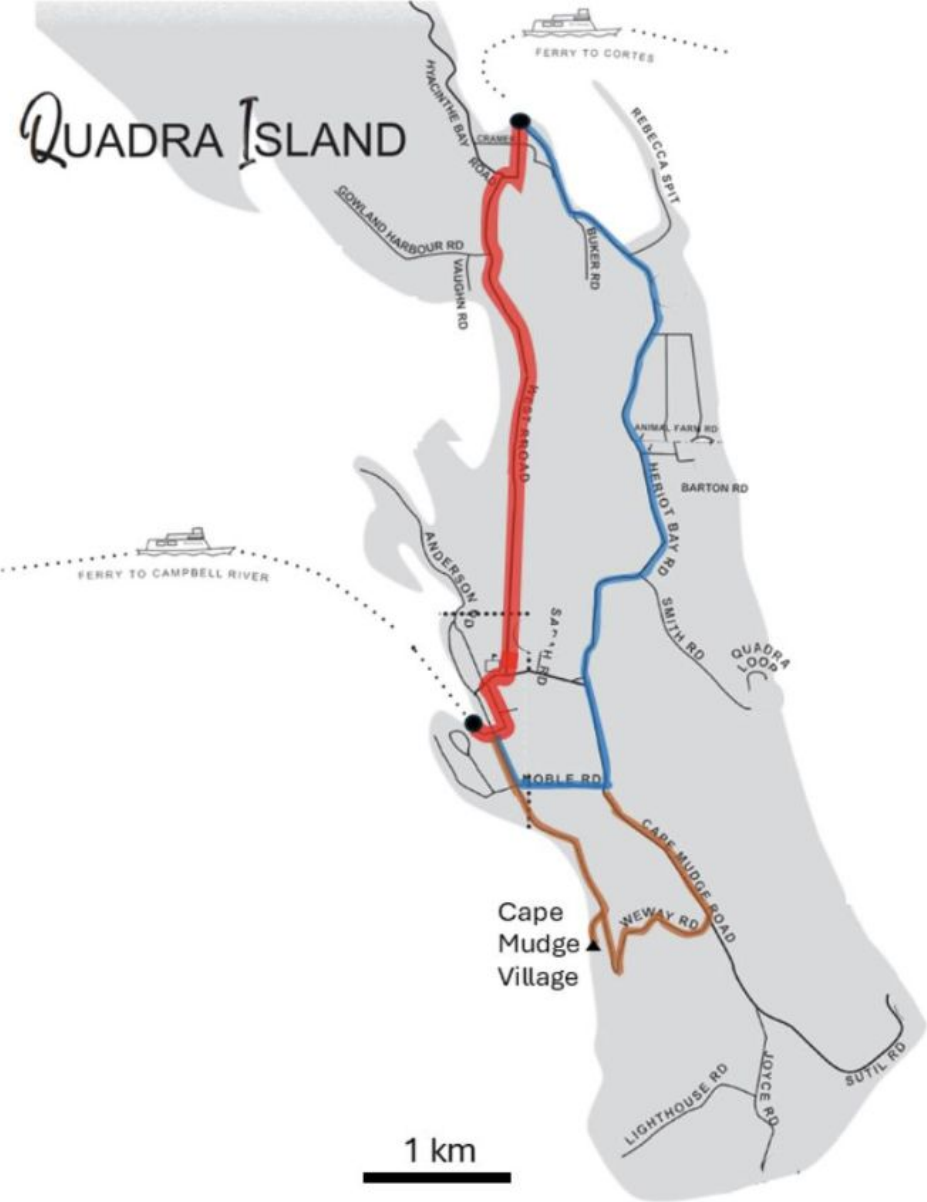 FERRY TO CORTES
QUADRA ISLAND
HYACINTHE BAY
ROAD
CRAMER
REBECCA SPIT
GOWLAND HARBOUR RD
VAUGHN RD
BUKER RD
WEST ROAD
ANIMAL FARM RD
BARTON RD
HERIOT BAY RD
FERRY TO CAMPBELL RIVER
ANDERSON RD
SMITH RD
QUADRA
LOOP
NOBLE RD
CAPE MUDGE ROAD
WEWAY RD
Cape
Mudge
Village
SUTIL RD
JOYCE RD
LIGHTHOUSE RD
1 km